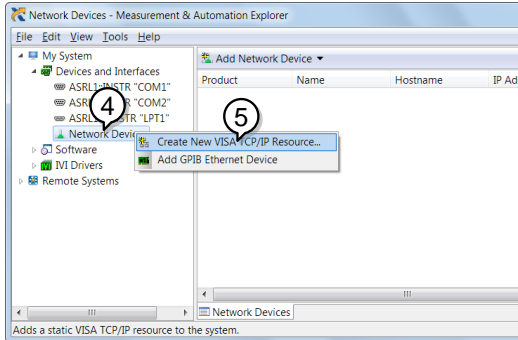 Network Devices - Measurement & Automation Explorer
File Edit View Tools Help
My System
Devices and Interfaces
ASRL1::INSTR "COM1"
"COM2"
"LPT1"
Network
Software
IVI Drivers
Remote Systems
4
Add Network Device
Product Name Hostname IP Ad
5
Create New VISA TCP/IP Resource...
Add GPIB Ethernet Device
Network Devices
Adds a static VISA TCP/IP resource to the system.